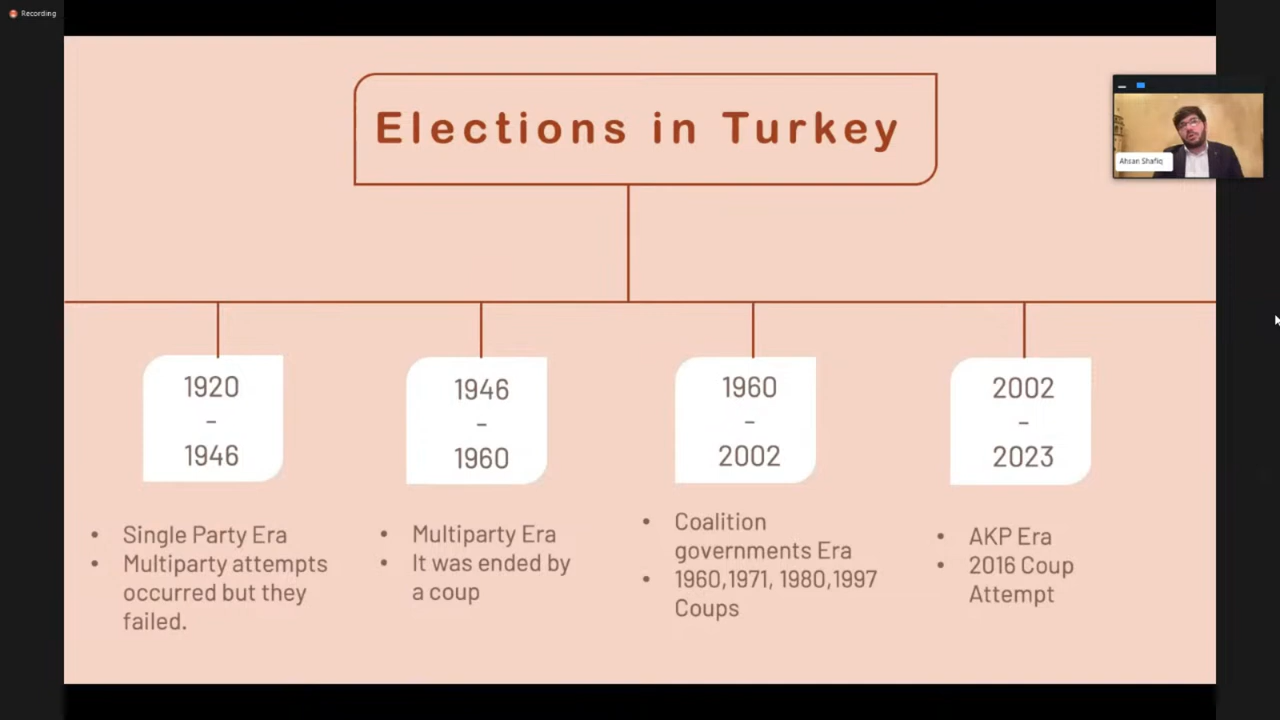 Recording
Elections in Turkey
Ahsan Shafiq
1920
–
1946
1946
–
1960
1960
–
2002
2002
–
2023
• Single Party Era
• Multiparty attempts
occurred but they
failed.
• Multiparty Era
• It was ended by
a coup
• Coalition
governments Era
• 1960,1971, 1980,1997
Coups
• AKP Era
• 2016 Coup
Attempt